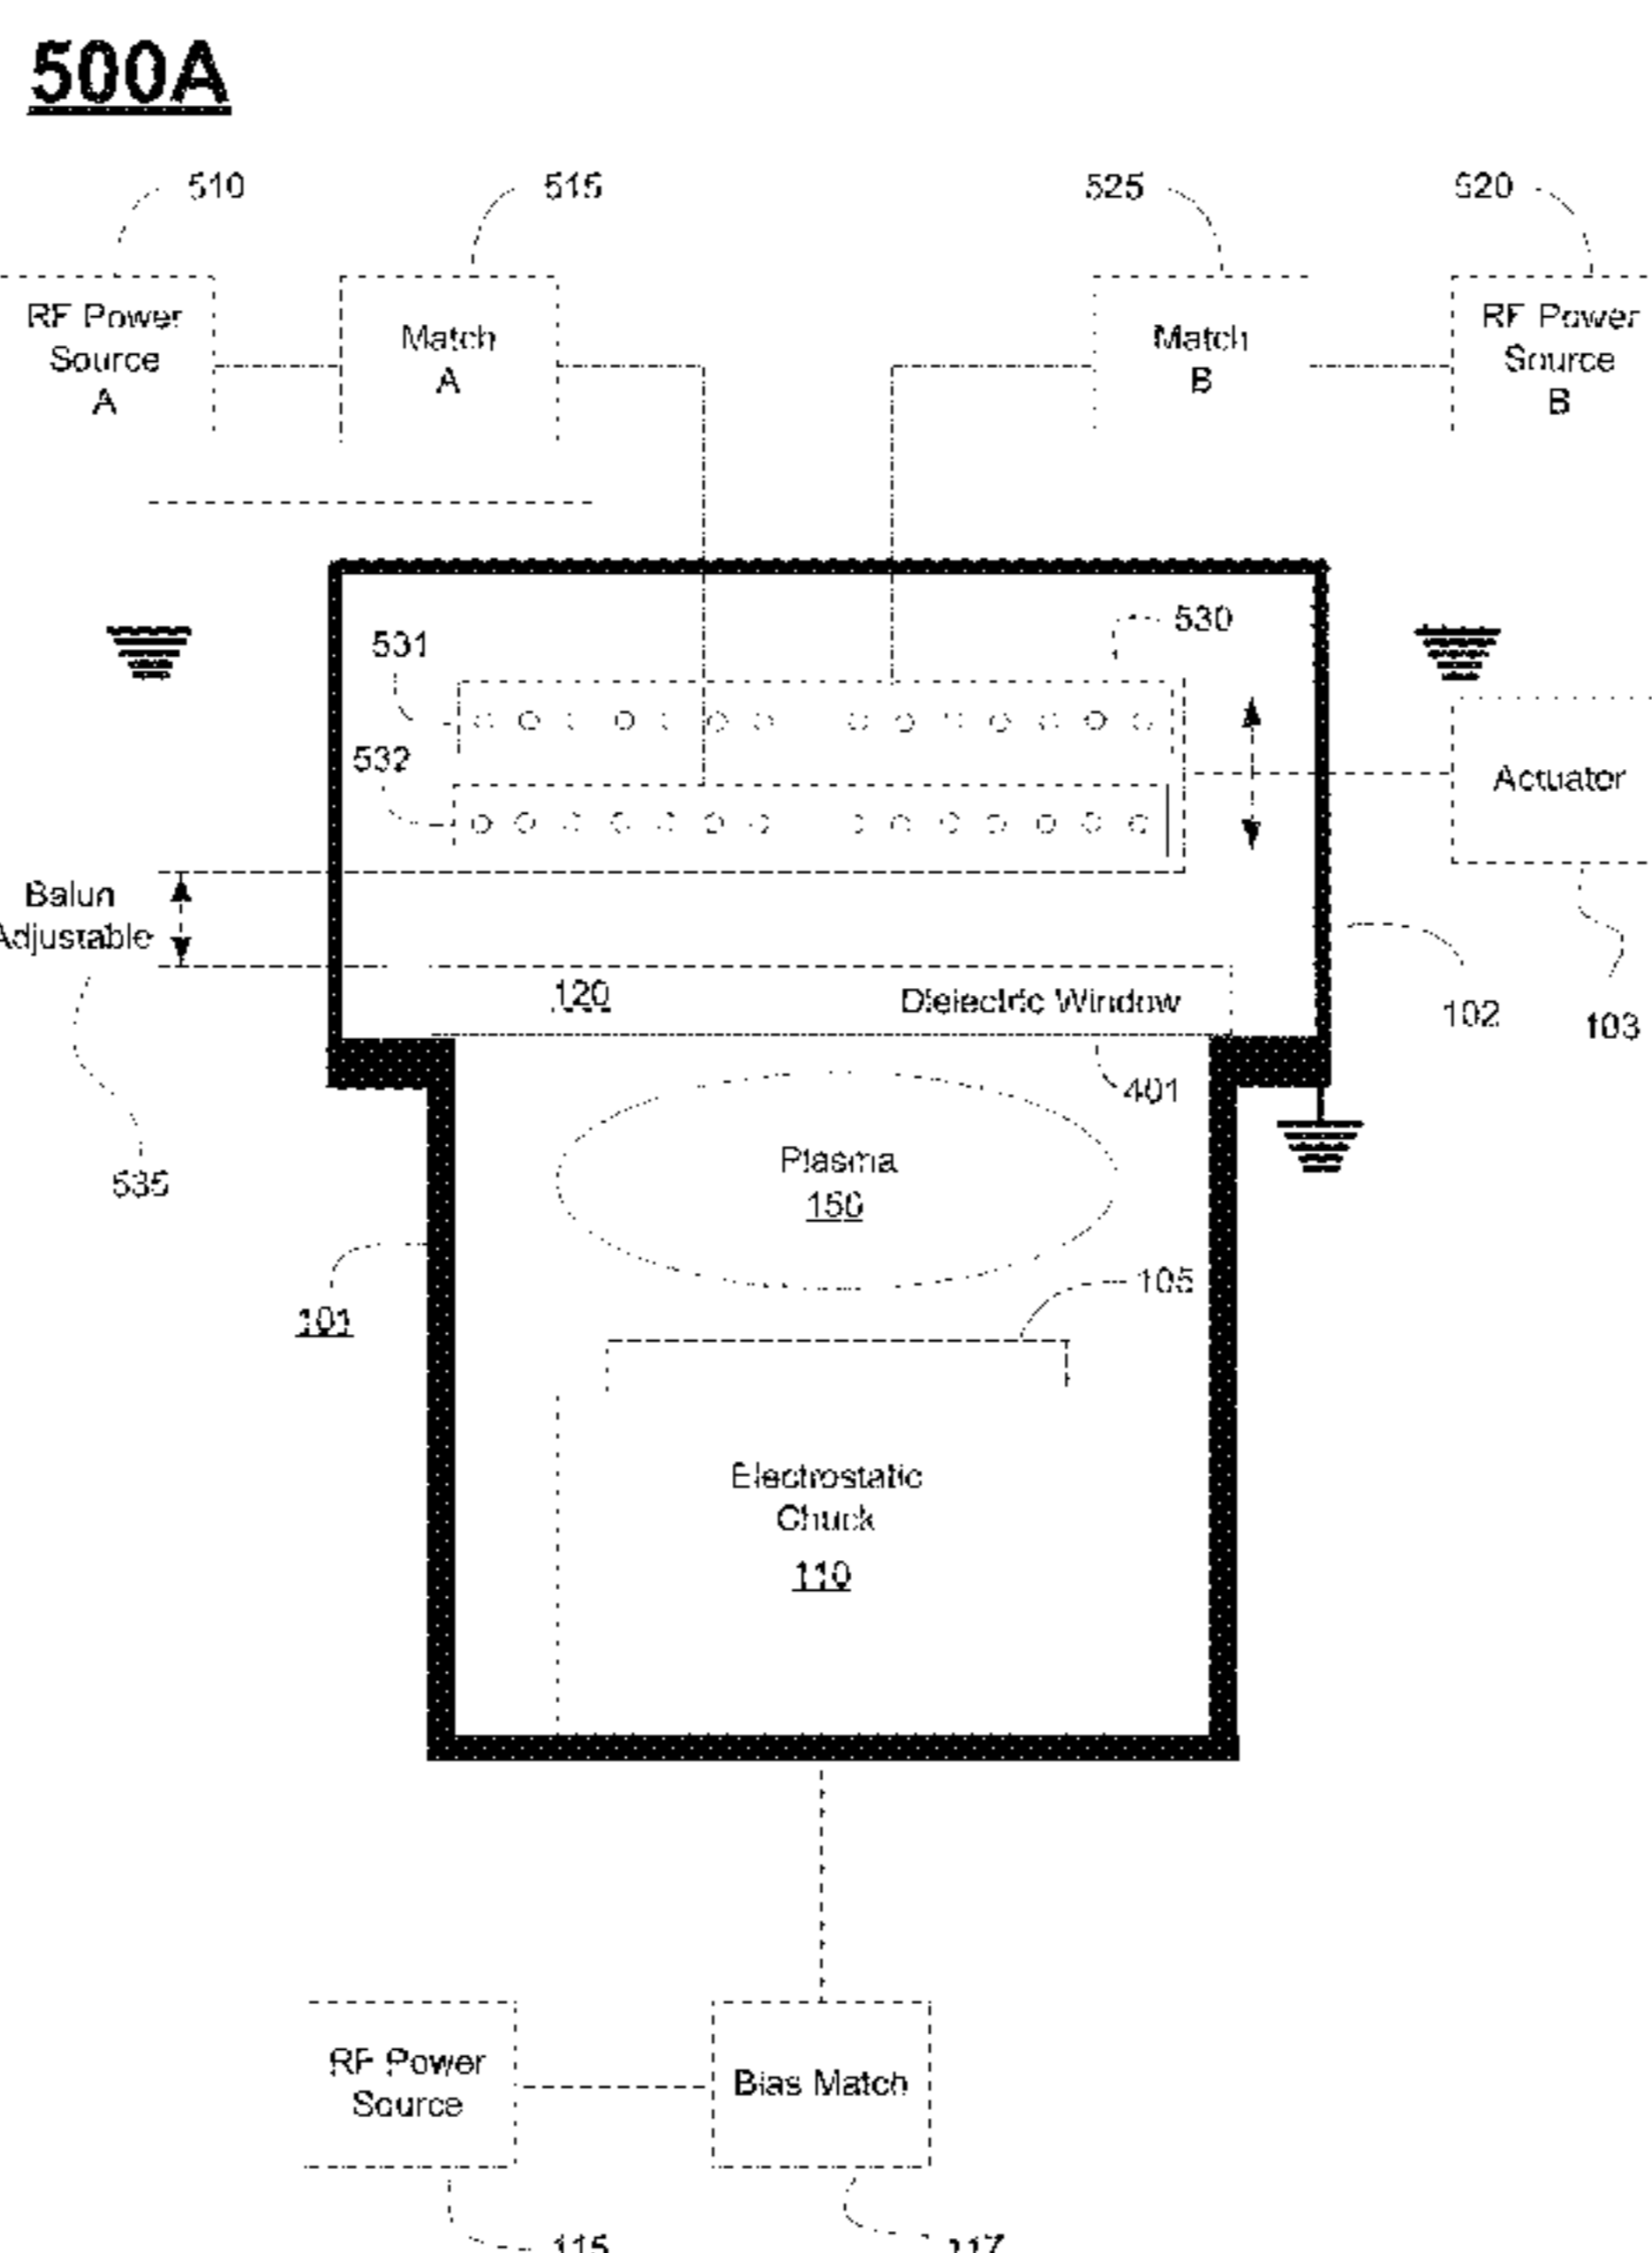 500A
510
515
525
520
RF Power
Source
A
Match
A
Match
B
RF Power
Source
B
531
530
532
Actuator
Balun
Adjustable
120
Dielectric Window
102
103
401
Plasma
150
535
105
101
Electrostatic
Chuck
110
RF Power
Source
Bias Match
115
117